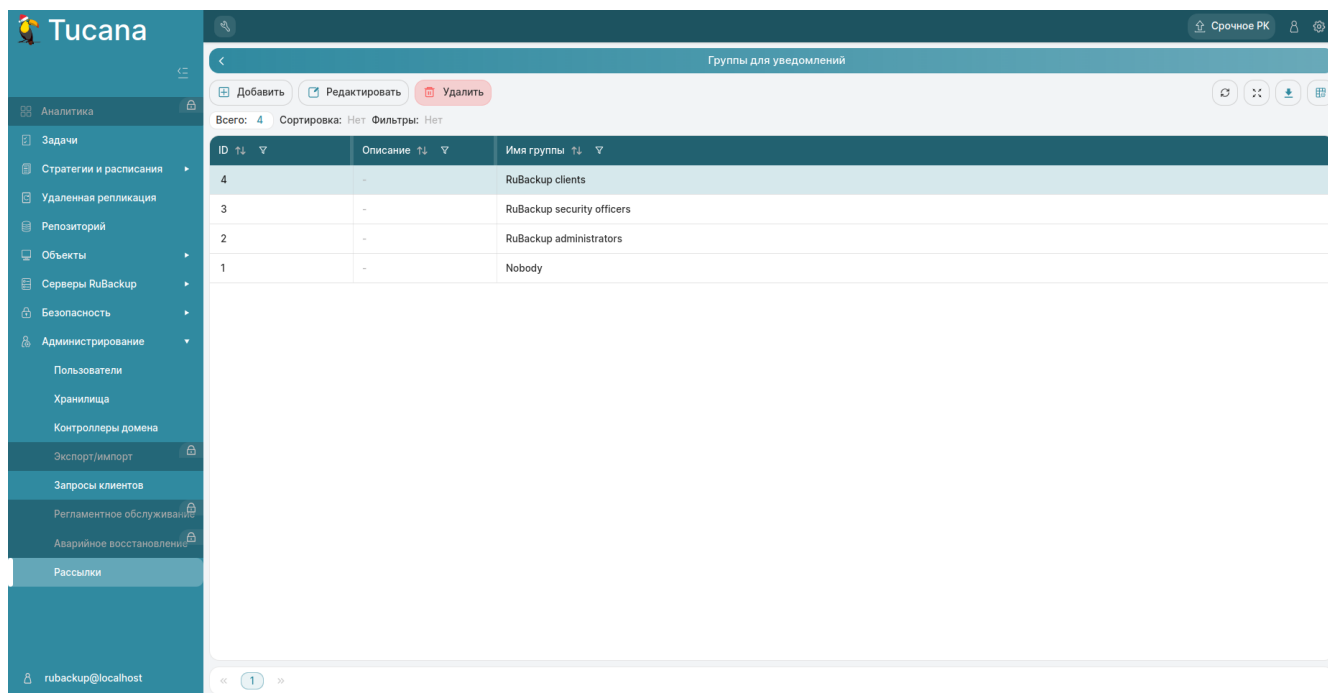 Tucana
Срочное РК
Группы для уведомлений
Добавить Редактировать Удалить
Всего: 4 Сортировка: Нет Фильтры: Нет
ID Описание Имя группы
4 - RuBackup clients
3 - RuBackup security officers
2 - RuBackup administrators
1 - Nobody
Аналитика
Задачи
Стратегии и расписания
Удаленная репликация
Репозиторий
Объекты
Серверы RuBackup
Безопасность
Администрирование
Пользователи
Хранилища
Контроллеры домена
Экспорт/импорт
Запросы клиентов
Регламентное обслуживание
Аварийное восстановление
Рассылки
rubackup@localhost
« 1 »